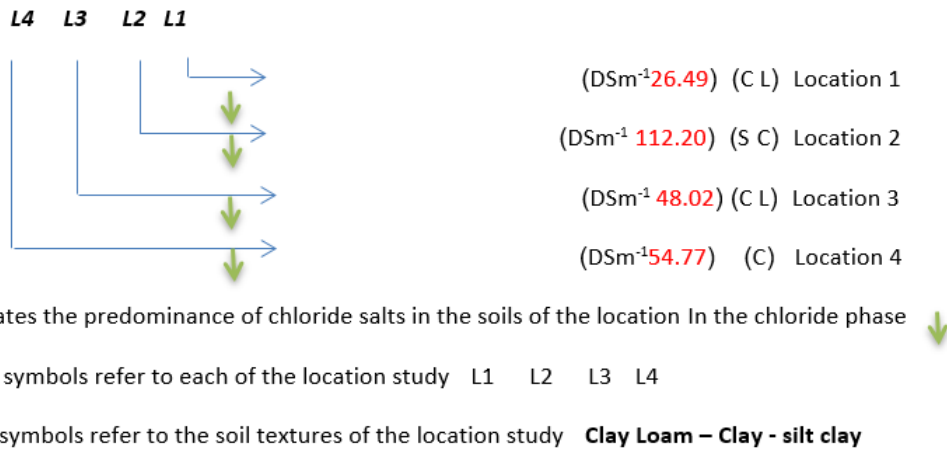 L4 L3 L2 L1
(DSm⁻¹26.49) (C L) Location 1
(DSm⁻¹ 112.20) (S C) Location 2
(DSm⁻¹ 48.02) (C L) Location 3
(DSm⁻¹54.77) (C) Location 4
the predominance of chloride salts in the soils of the location In the chloride phase
symbols refer to each of the location study L1 L2 L3 L4
symbols refer to the soil textures of the location study Clay Loam – Clay - silt clay